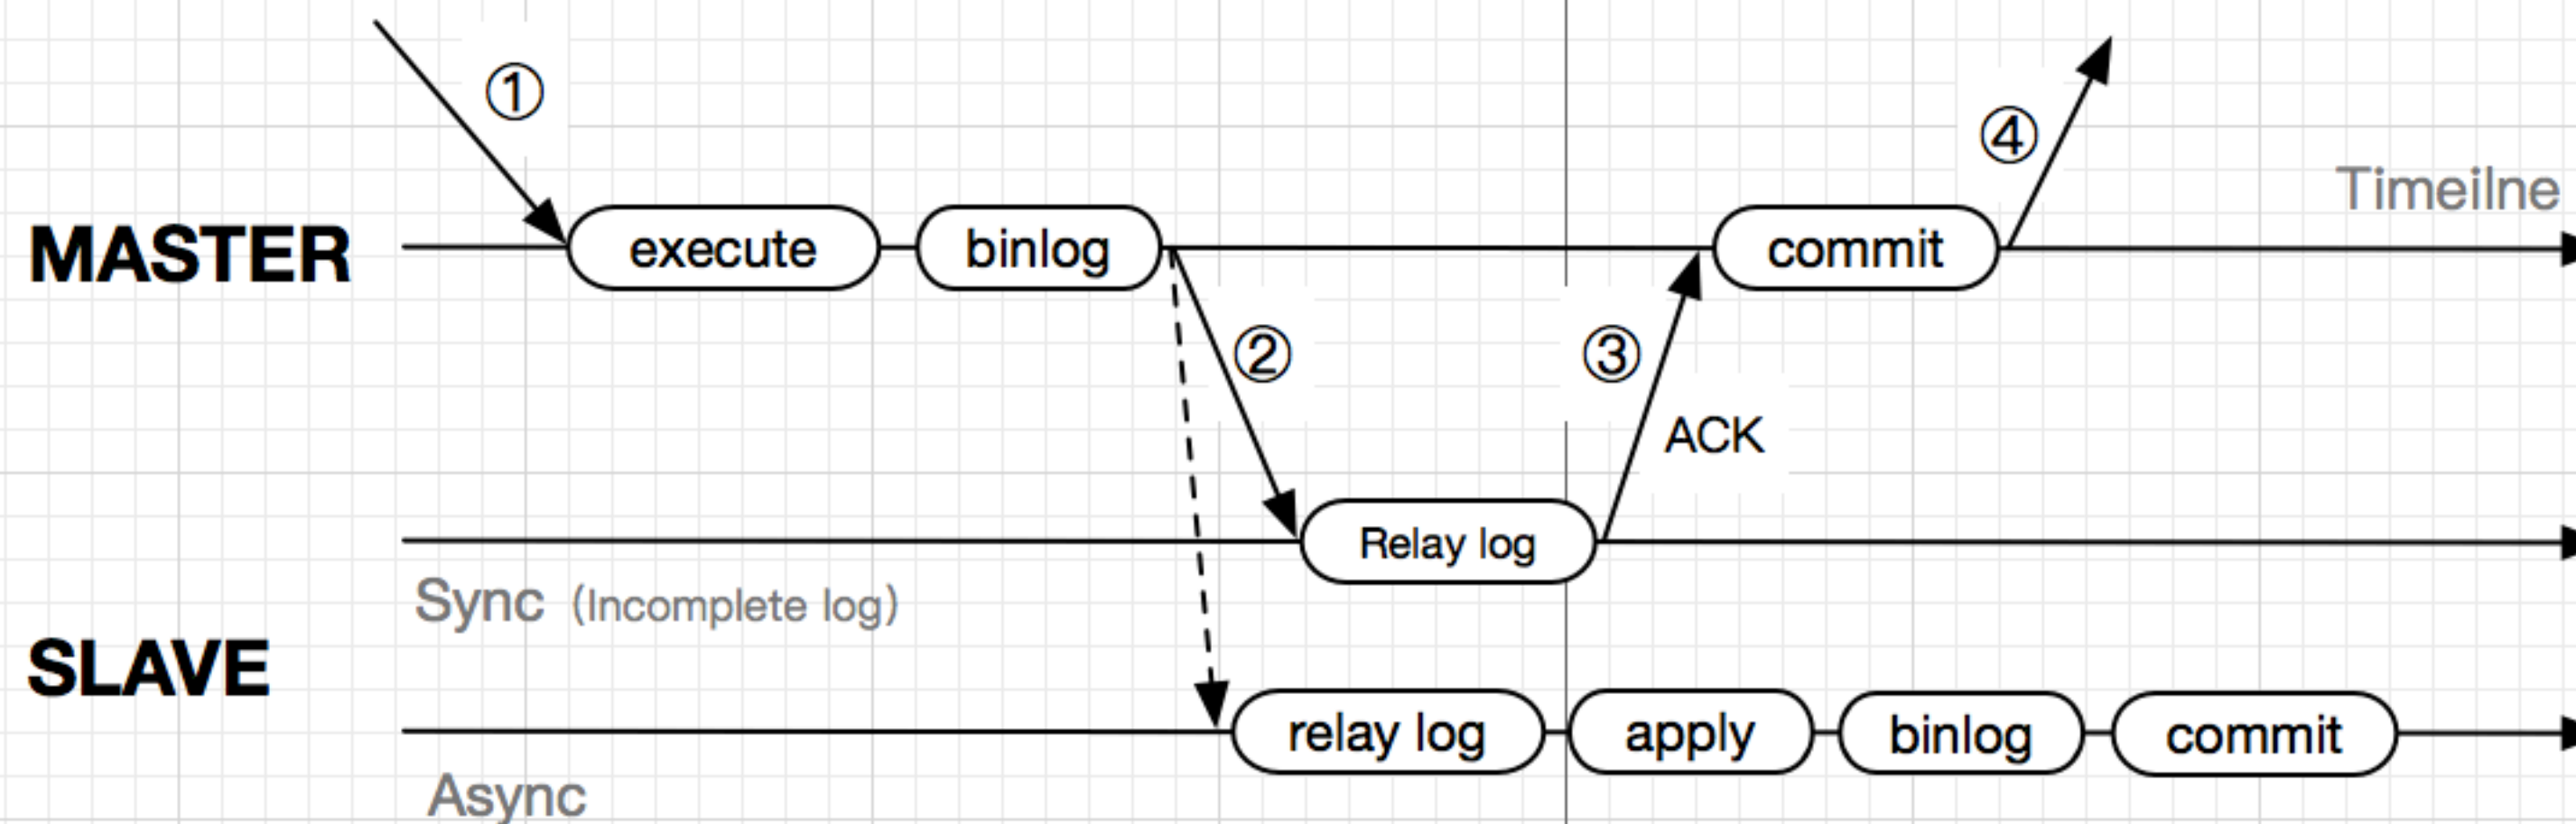 ①
④
Timeilne
MASTER
execute
binlog
commit
②
③
ACK
Relay log
Sync (Incomplete log)
SLAVE
relay log
apply
binlog
commit
Async